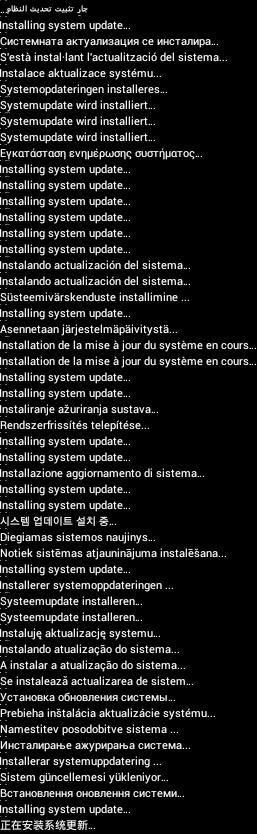 جارٍ تثبيت تحديث النظام...
Installing system update...
Системната актуализация се инсталира...
S'està instal·lant l'actualització del sistema...
Instalace aktualizace systému...
Systemopdateringen installeres...
Systemupdate wird installiert...
Systemupdate wird installiert...
Systemupdate wird installiert...
Εγκατάσταση ενημέρωσης συστήματος...
Installing system update...
Installing system update...
Installing system update...
Installing system update...
Installing system update...
Installing system update...
Instalando actualización del sistema...
Instalando actualización del sistema...
Süsteemivärskenduste installimine ...
Installing system update...
Asennetaan järjestelmäpäivitystä...
Installation de la mise à jour du système en cours...
Installation de la mise à jour du système en cours...
Installing system update...
Installing system update...
Instaliranje ažuriranja sustava...
Rendszerfrissítés telepítése...
Installing system update...
Installing system update...
Installazione aggiornamento di sistema...
Installing system update...
Installing system update...
시스템 업데이트 설치 중...
Diegiamas sistemos naujinys...
Notiek sistēmas atjauninājuma instalēšana...
Installing system update...
Installerer systemoppdateringen ...
Systeemupdate installeren...
Systeemupdate installeren...
Instaluję aktualizację systemu...
Instalando atualização do sistema...
A instalar a atualização do sistema...
Se instalează actualizarea de sistem...
Установка обновления системы...
Prebieha inštalácia aktualizácie systému...
Namestitev posodobitve sistema ...
Инсталирање ажурирања система...
Installerar systemuppdatering ...
Sistem güncellemesi yükleniyor...
Встановлення оновлення системи...
Installing system update...
正在安装系统更新...